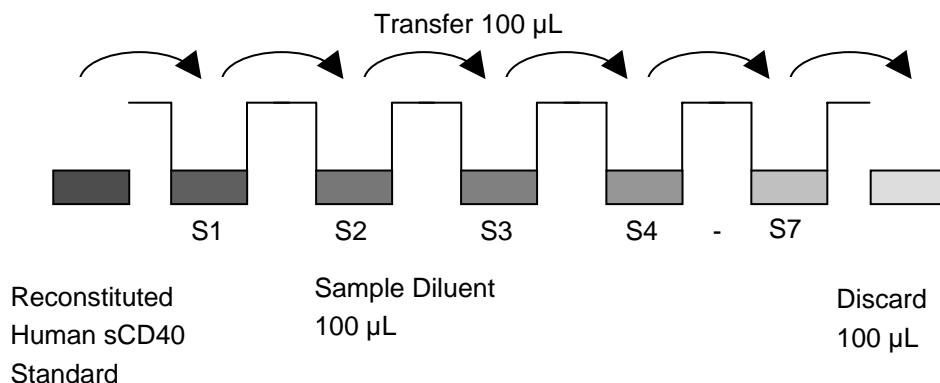 Transfer 100 µL
S1 S2 S3 S4 - S7
Reconstituted
Human sCD40
Standard
Sample Diluent
100 µL
Discard
100 µL